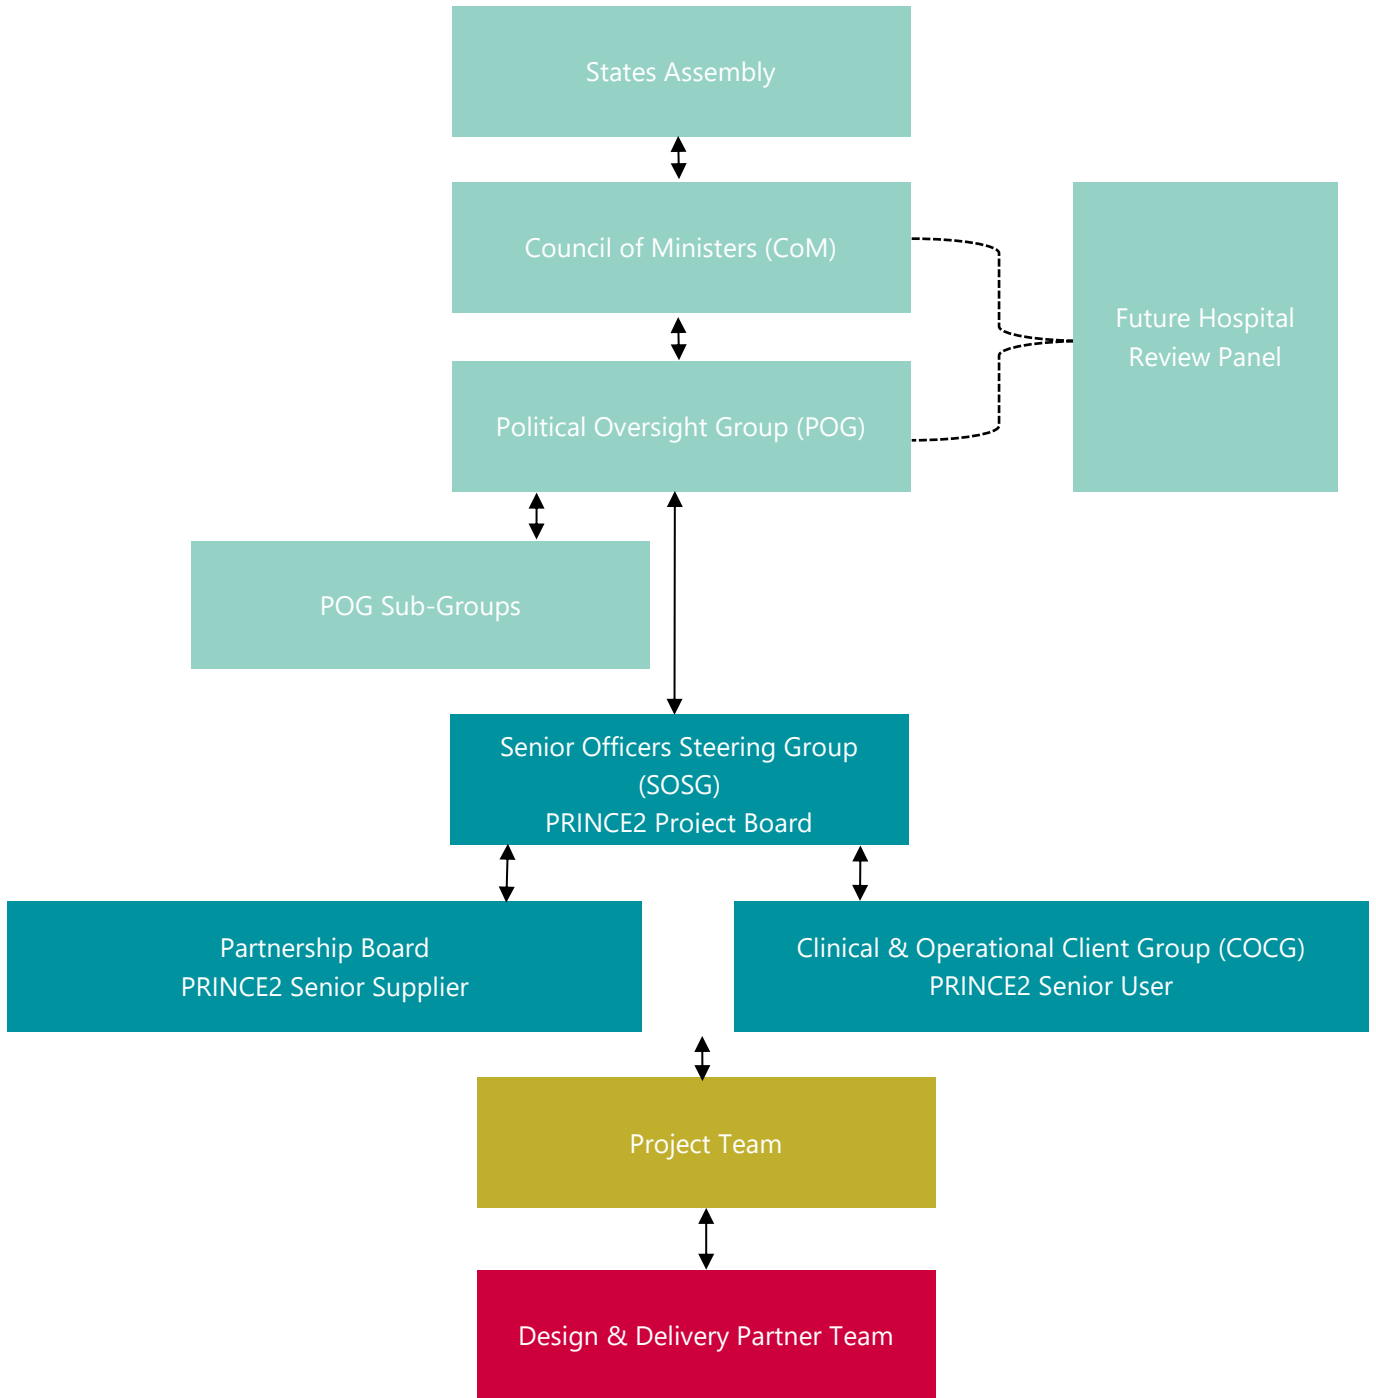 States Assembly
Council of Ministers (CoM)
Future Hospital
Review Panel
Political Oversight Group (POG)
POG Sub-Groups
Senior Officers Steering Group
(SOSG)
PRINCE2 Project Board
Partnership Board
PRINCE2 Senior Supplier
Clinical & Operational Client Group (COCG)
PRINCE2 Senior User
Project Team
Design & Delivery Partner Team